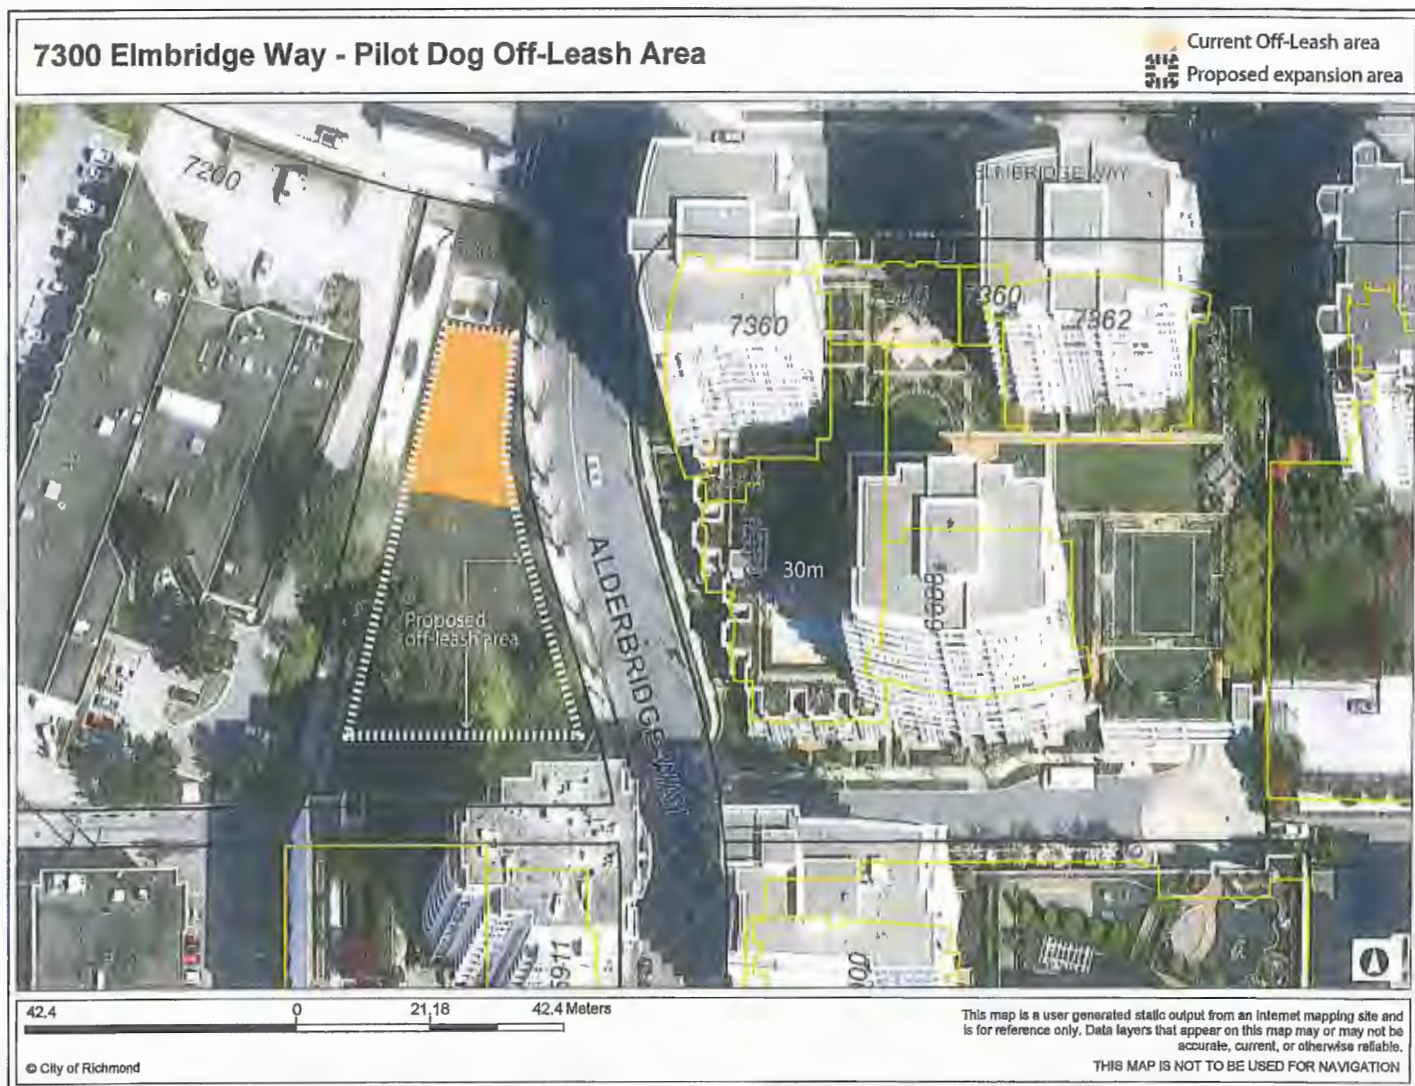 7300 Elmbridge Way - Pilot Dog Off-Leash Area
Current Off-Leash area
Proposed expansion area
7200
ELMBRIDGE WAY
7360
7360
7362
30m
Proposed
off-leash area
ALDERBRIDGE WAY
5911
42.4
0
21.18
42.4 Meters
This map is a user generated static output from an Internet mapping site and
is for reference only. Data layers that appear on this map may or may not be
accurate, current, or otherwise reliable.
© City of Richmond
THIS MAP IS NOT TO BE USED FOR NAVIGATION